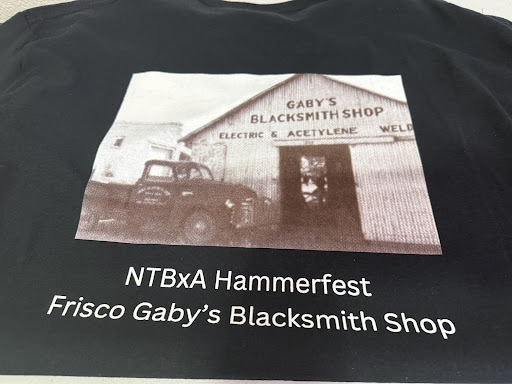 GABY'S
BLACKSMITH SHOP
ELECTRIC & ACETYLENE WELD
NTBxA Hammerfest
Frisco Gaby's Blacksmith Shop